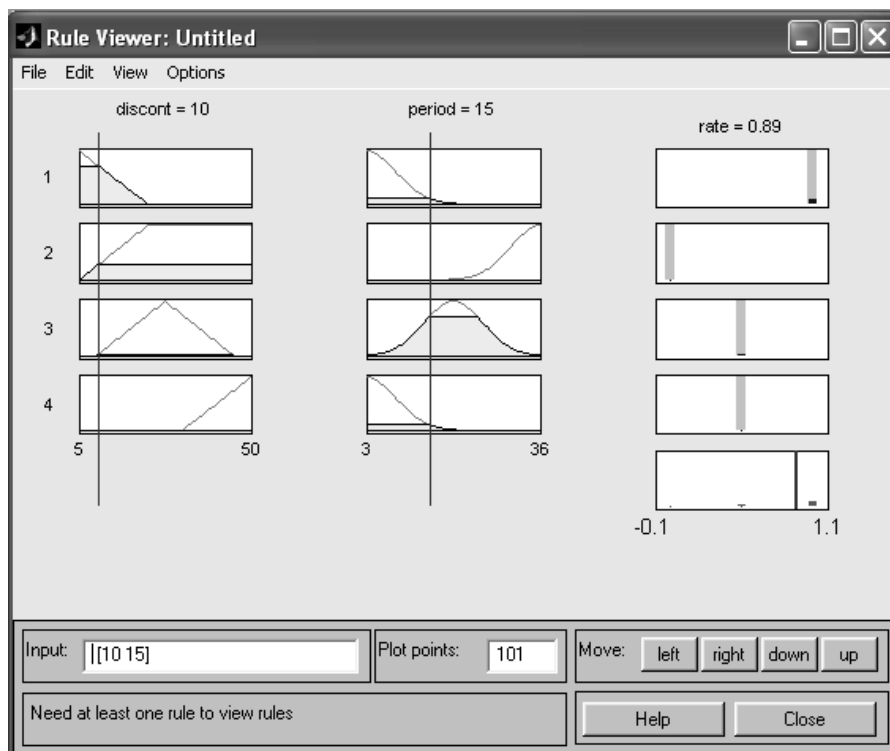 Rule Viewer: Untitled
File Edit View Options
discont = 10 period = 15 rate = 0.89
1
2
3
4
5 50 3 36
-0.1 1.1
Input: [10 15] Plot points: 101 Move: left right down up
Need at least one rule to view rules Help Close